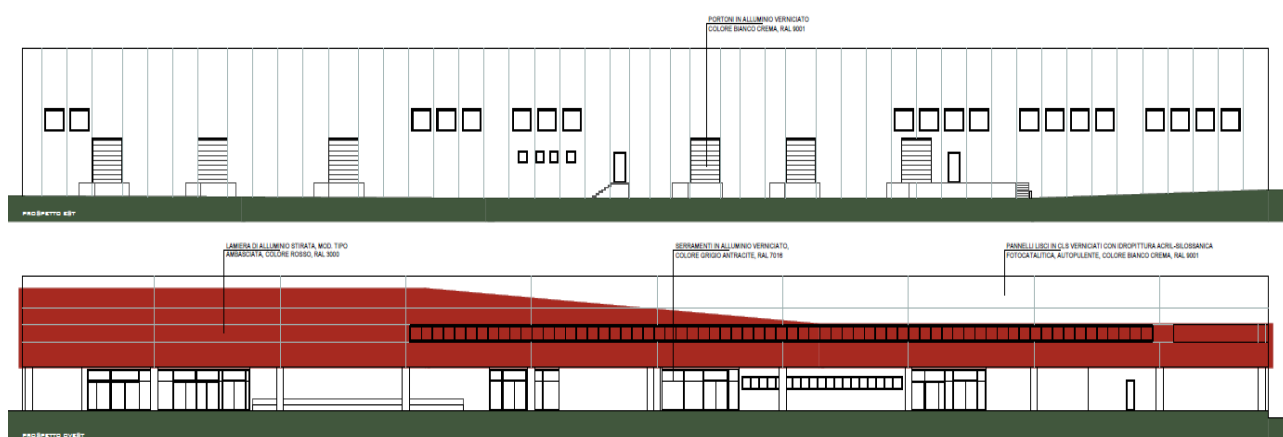 PORTONI IN ALLUMINIO VERNICIATO
COLORE BIANCO CREMA, RAL 9001
PROSPETTO EST
LAMIERA DI ALLUMINIO STIRATA, MOD. TIPO
AMBASCIATA, COLORE ROSSO, RAL 3000
SERRAMENTI IN ALLUMINIO VERNICIATO,
COLORE GRIGIO ANTRACITE, RAL 7016
PANNELLI LISCI IN CLS VERNICIATI CON IDROPITTURA ACRIL-SILOSSANICA
FOTOCATALITICA, AUTOPULENTE, COLORE BIANCO CREMA, RAL 9001
PROSPETTO OVEST